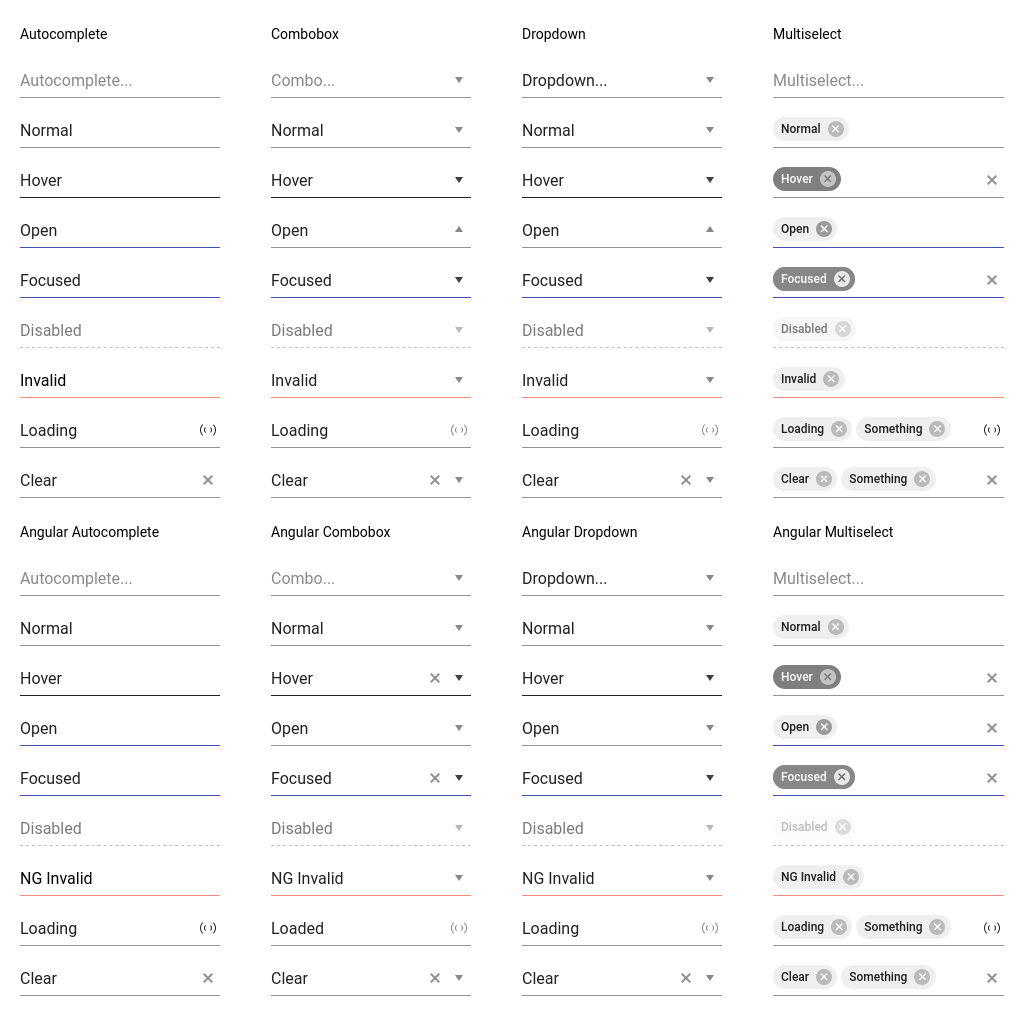 Autocomplete Combobox Dropdown Multiselect
Autocomplete... Combo... Dropdown... Multiselect...
Normal Normal Normal Normal
Hover Hover Hover Hover
Open Open Open Open
Focused Focused Focused Focused
Disabled Disabled Disabled Disabled
Invalid Invalid Invalid Invalid
Loading Loading Loading Loading Something
Clear Clear Clear Clear Something
Angular Autocomplete Angular Combobox Angular Dropdown Angular Multiselect
Autocomplete... Combo... Dropdown... Multiselect...
Normal Normal Normal Normal
Hover Hover Hover Hover
Open Open Open Open
Focused Focused Focused Focused
Disabled Disabled Disabled Disabled
NG Invalid NG Invalid NG Invalid NG Invalid
Loading Loaded Loading Loading Something
Clear Clear Clear Clear Something